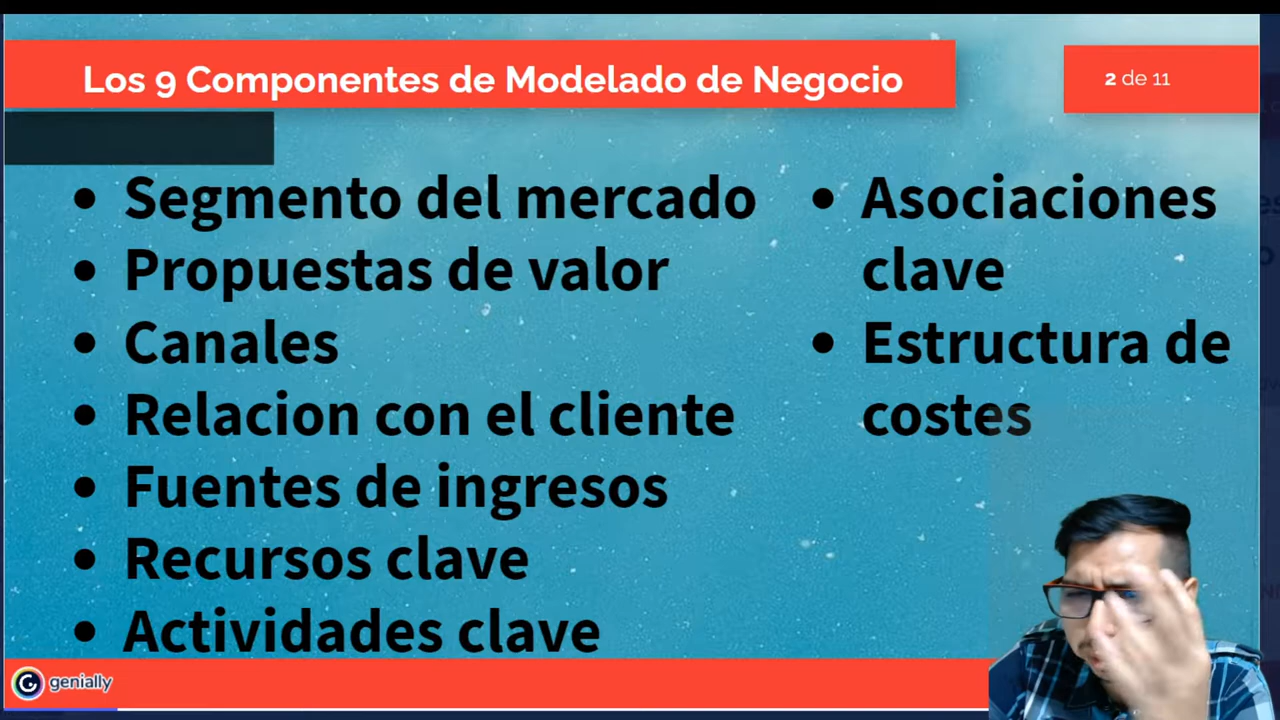 Los 9 Componentes de Modelado de Negocio
2 de 11
Segmento del mercado
Propuestas de valor
Canales
Relacion con el cliente
Fuentes de ingresos
Recursos clave
Actividades clave
Asociaciones
clave
Estructura de
costes
genially